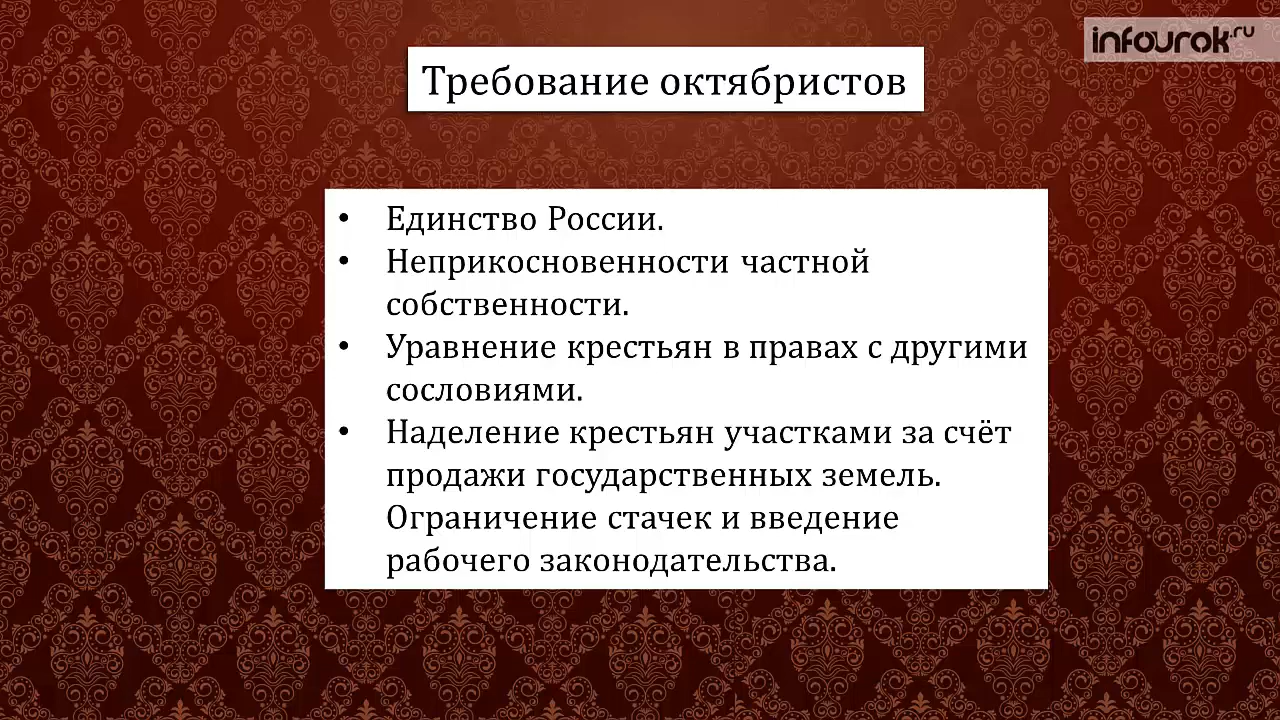 infourok.ru
Требование октябристов
• Единство России.
• Неприкосновенности частной
собственности.
• Уравнение крестьян в правах с другими
сословиями.
• Наделение крестьян участками за счёт
продажи государственных земель.
Ограничение стачек и введение
рабочего законодательства.